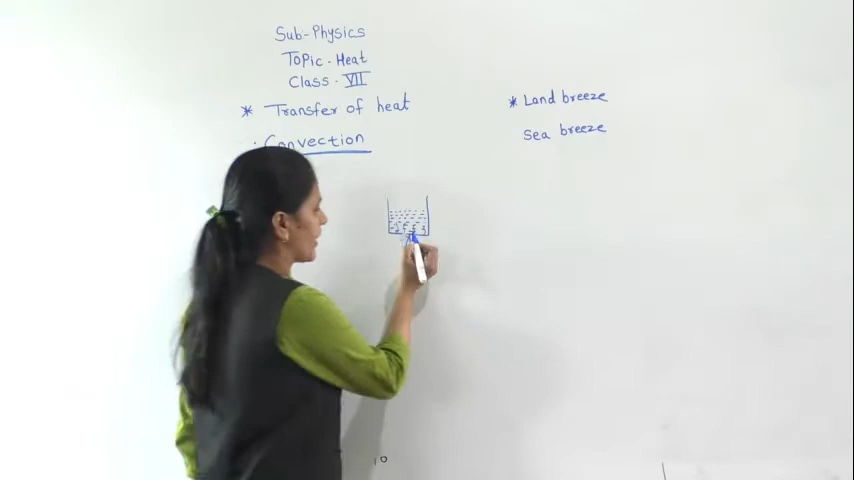 Sub-Physics
Topic. Heat
Class. VII
* Transfer of heat
. Convection
* Land breeze
Sea breeze